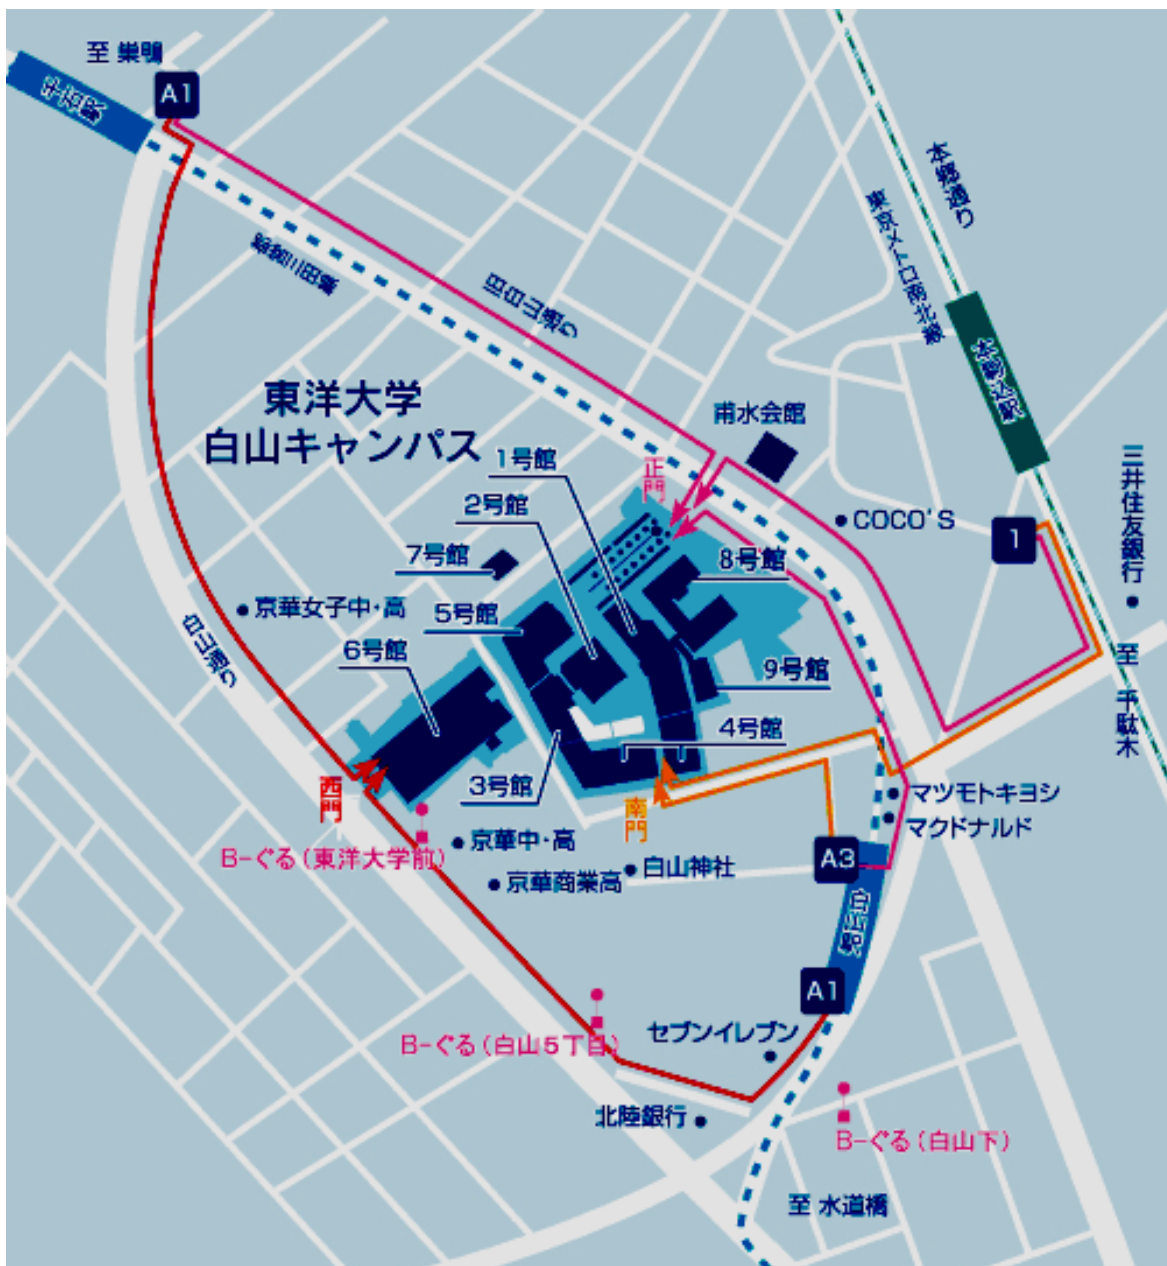 至 巣鴨
A1
千石駅
本郷通り
東京メトロ南北線
都営三田線
旧白山通り
本駒込駅
東洋大学
白山キャンパス
甫水会館
1号館
正門
三井住友銀行
2号館
COCO'S
1
7号館
8号館
京華女子中・高
5号館
白山通り
6号館
至 千駄木
9号館
4号館
3号館
西門
南門
マツモトキヨシ
マクドナルド
B-ぐる(東洋大学前)
京華中・高
A3
白山神社
京華商業高
白山駅
A1
セブンイレブン
B-ぐる(白山5丁目)
北陸銀行
B-ぐる(白山下)
至 水道橋